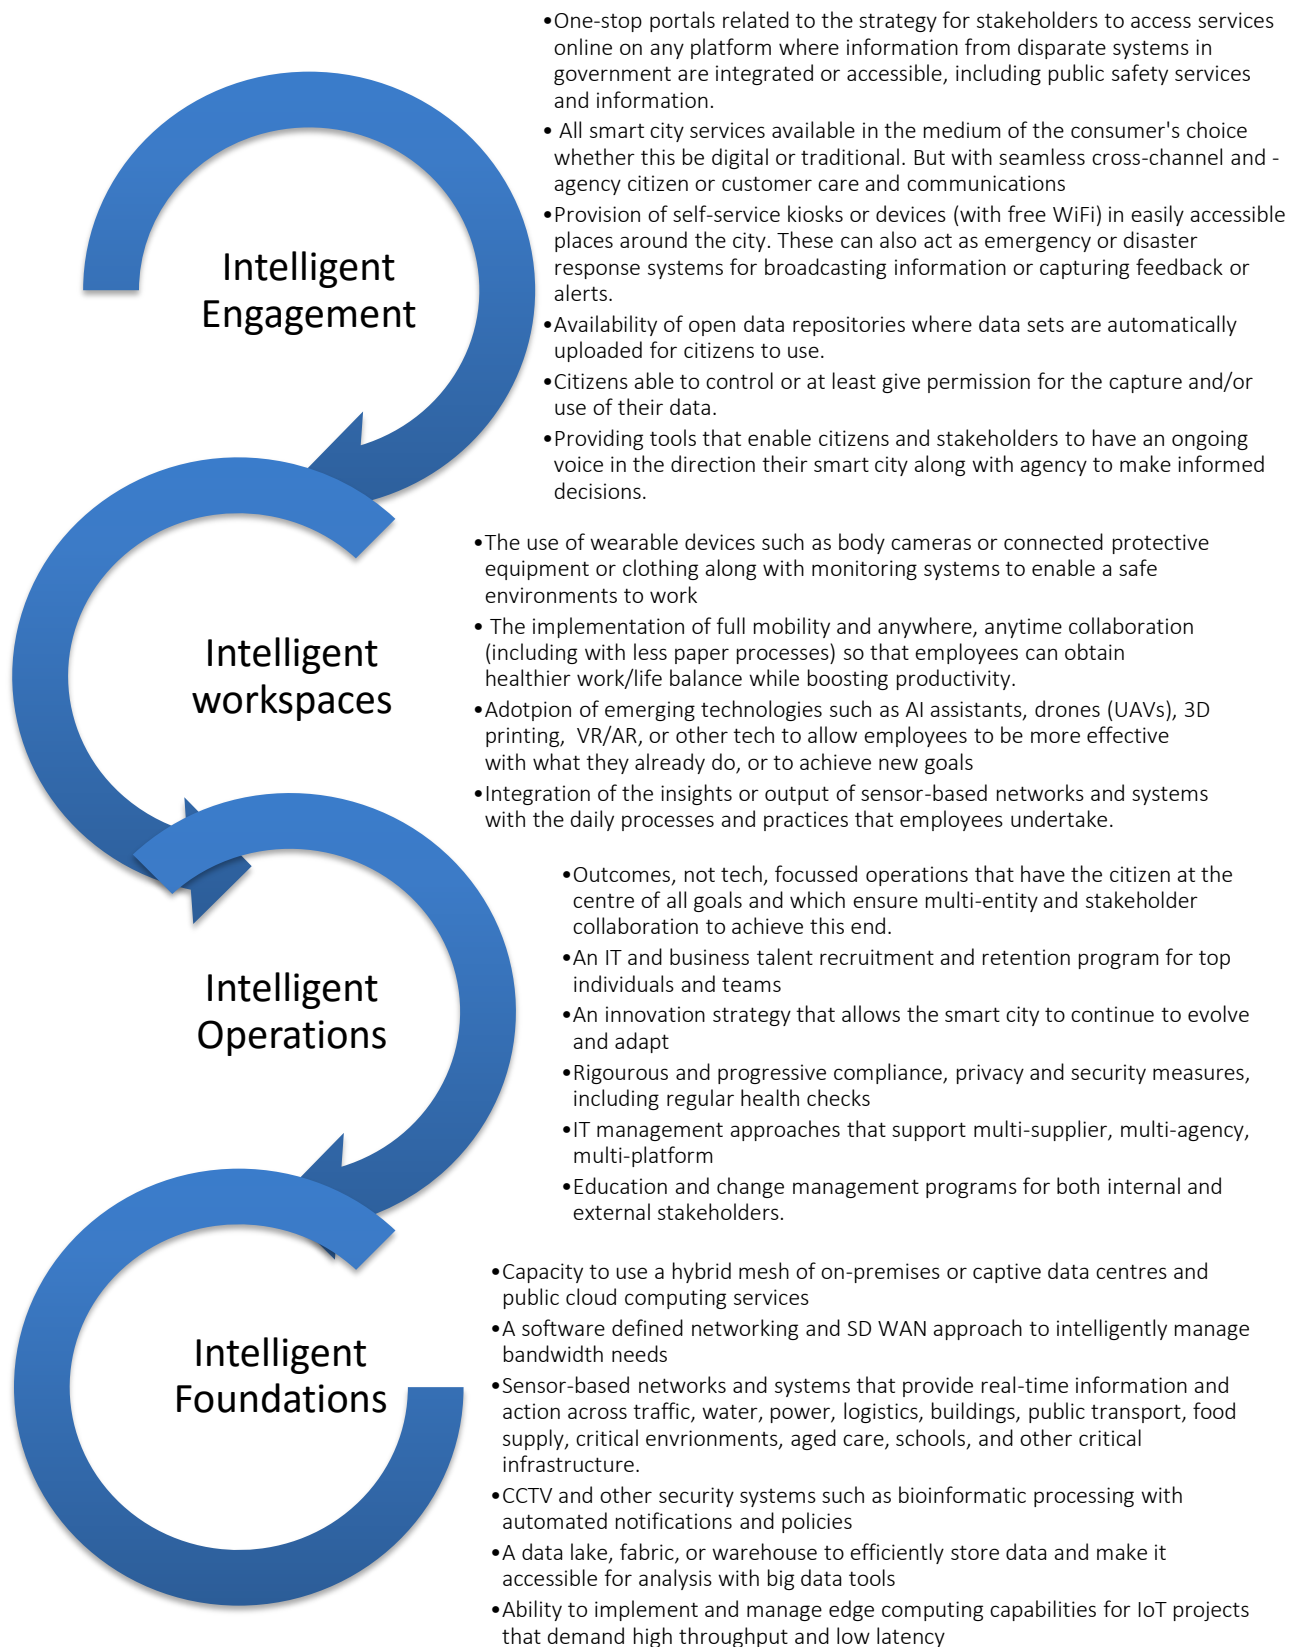 •One-stop portals related to the strategy for stakeholders to access services
online on any platform where information from disparate systems in
government are integrated or accessible, including public safety services
and information.
• All smart city services available in the medium of the consumer's choice
whether this be digital or traditional. But with seamless cross-channel and -
agency citizen or customer care and communications
•Provision of self-service kiosks or devices (with free WiFi) in easily accessible
places around the city. These can also act as emergency or disaster
response systems for broadcasting information or capturing feedback or
alerts.
•Availability of open data repositories where data sets are automatically
uploaded for citizens to use.
•Citizens able to control or at least give permission for the capture and/or
use of their data.
•Providing tools that enable citizens and stakeholders to have an ongoing
voice in the direction their smart city along with agency to make informed
decisions.
Intelligent
Engagement
•The use of wearable devices such as body cameras or connected protective
equipment or clothing along with monitoring systems to enable a safe
environments to work
• The implementation of full mobility and anywhere, anytime collaboration
(including with less paper processes) so that employees can obtain
healthier work/life balance while boosting productivity.
•Adotpion of emerging technologies such as AI assistants, drones (UAVs), 3D
printing, VR/AR, or other tech to allow employees to be more effective
with what they already do, or to achieve new goals
•Integration of the insights or output of sensor-based networks and systems
with the daily processes and practices that employees undertake.
Intelligent
workspaces
•Outcomes, not tech, focussed operations that have the citizen at the
centre of all goals and which ensure multi-entity and stakeholder
collaboration to achieve this end.
•An IT and business talent recruitment and retention program for top
individuals and teams
•An innovation strategy that allows the smart city to continue to evolve
and adapt
•Rigourous and progressive compliance, privacy and security measures,
including regular health checks
•IT management approaches that support multi-supplier, multi-agency,
multi-platform
•Education and change management programs for both internal and
external stakeholders.
Intelligent
Operations
•Capacity to use a hybrid mesh of on-premises or captive data centres and
public cloud computing services
•A software defined networking and SD WAN approach to intelligently manage
bandwidth needs
•Sensor-based networks and systems that provide real-time information and
action across traffic, water, power, logistics, buildings, public transport, food
supply, critical envrionments, aged care, schools, and other critical
infrastructure.
•CCTV and other security systems such as bioinformatic processing with
automated notifications and policies
•A data lake, fabric, or warehouse to efficiently store data and make it
accessible for analysis with big data tools
•Ability to implement and manage edge computing capabilities for IoT projects
that demand high throughput and low latency
Intelligent
Foundations